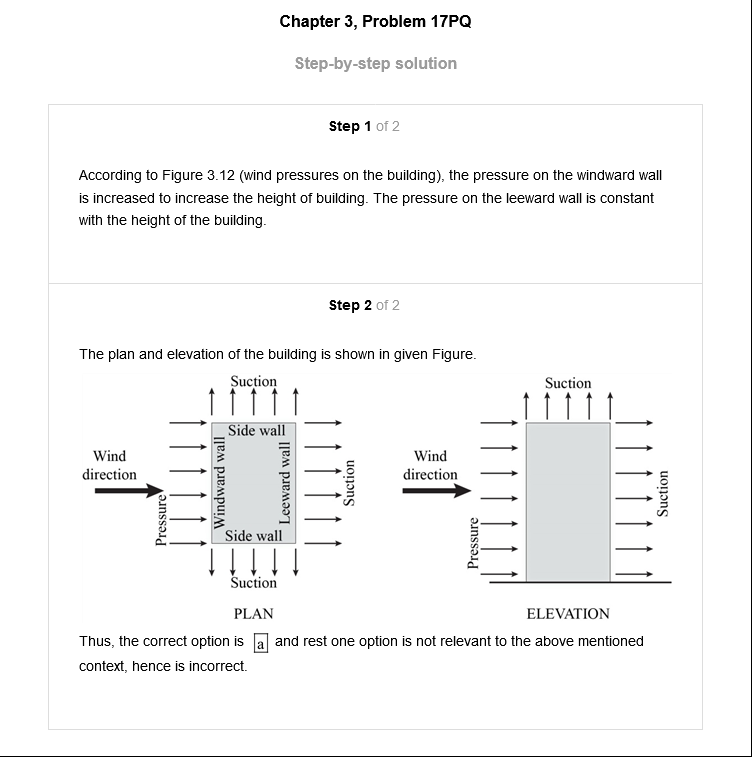 Chapter 3, Problem 17PQ
Step-by-step solution
Step 1 of 2
According to Figure 3.12 (wind pressures on the building), the pressure on the windward wall
is increased to increase the height of building. The pressure on the leeward wall is constant
with the height of the building.
Step 2 of 2
The plan and elevation of the building is shown in given Figure.
Suction
Side wall
Wind
direction
Pressure
Windward wall
Leeward wall
Suction
Side wall
Suction
PLAN
Suction
Wind
direction
Pressure
Suction
ELEVATION
Thus, the correct option is a and rest one option is not relevant to the above mentioned
context, hence is incorrect.